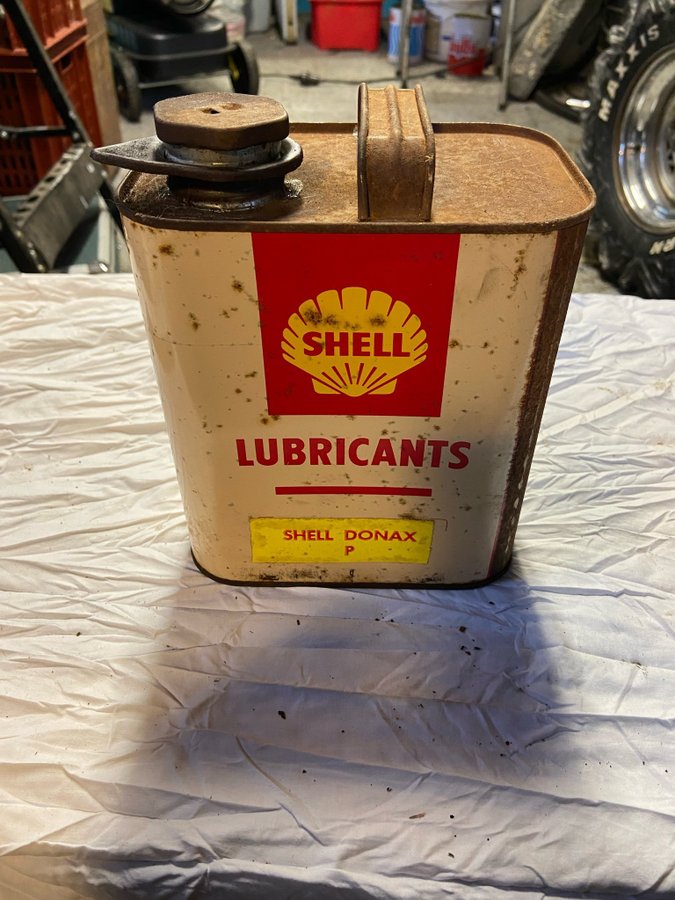 SHELL
LUBRICANTS
SHELL DONAX
P
MAXXIS